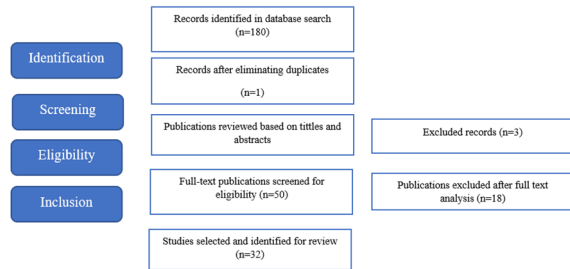 Identification
Screening
Eligibility
Inclusion
Records identified in database search
(n=180)
Records after eliminating duplicates
(n=1)
Publications reviewed based on tittles and
abstracts
Excluded records (n=3)
Full-text publications screened for
eligibility (n=50)
Publications excluded after full text
analysis (n=18)
Studies selected and identified for review
(n=32)